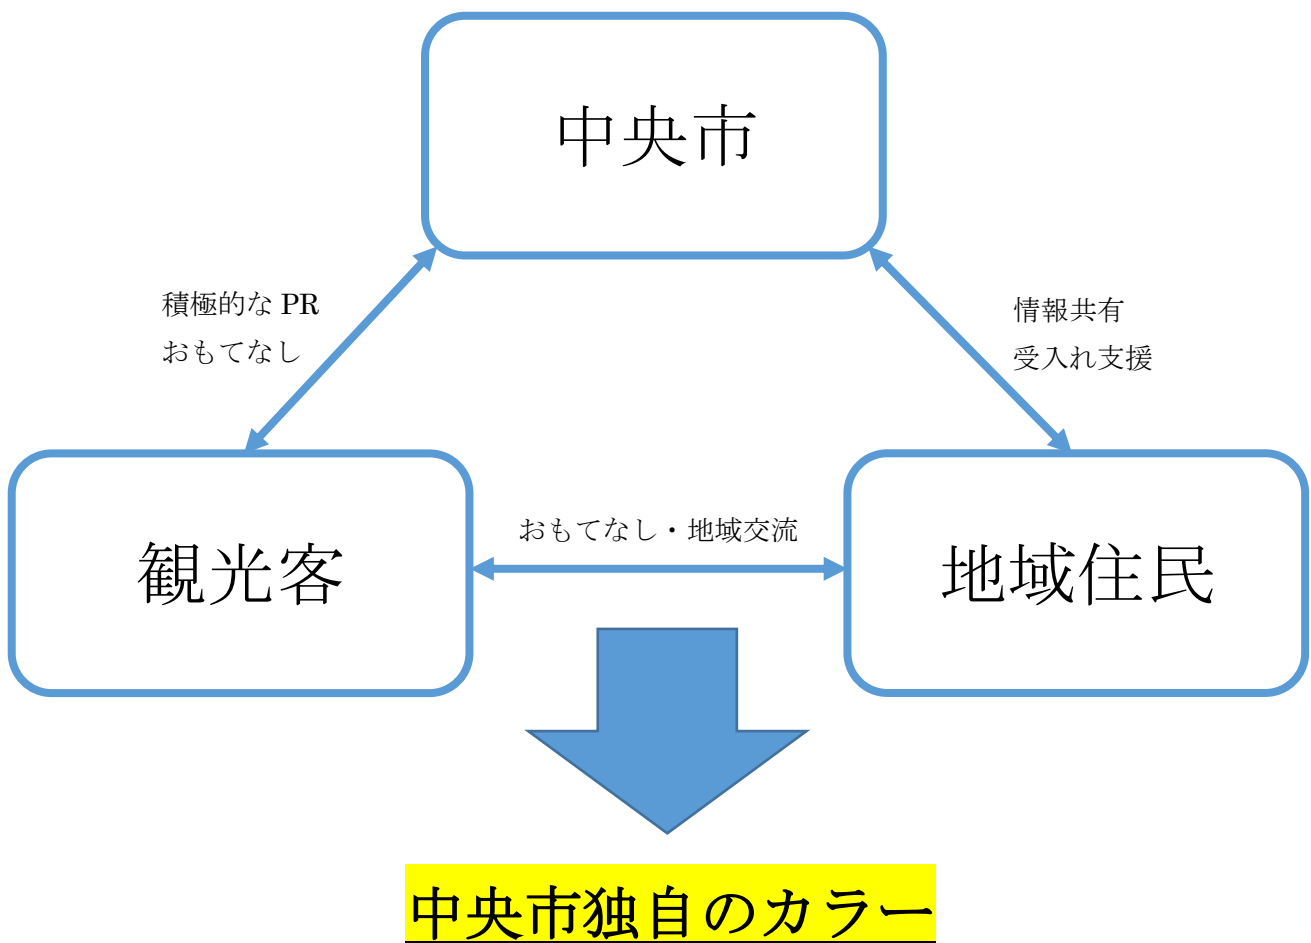 中央市
積極的な PR
おもてなし
情報共有
受入れ支援
おもてなし・地域交流
観光客
地域住民
中央市独自のカラー